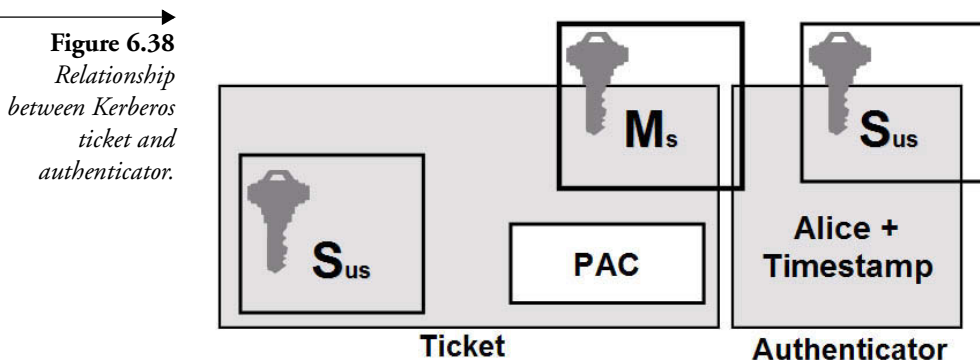 Figure 6.38
Relationship
between Kerberos
ticket and
authenticator.
Ms
Sus
Sus
PAC
Alice +
Timestamp
Ticket
Authenticator